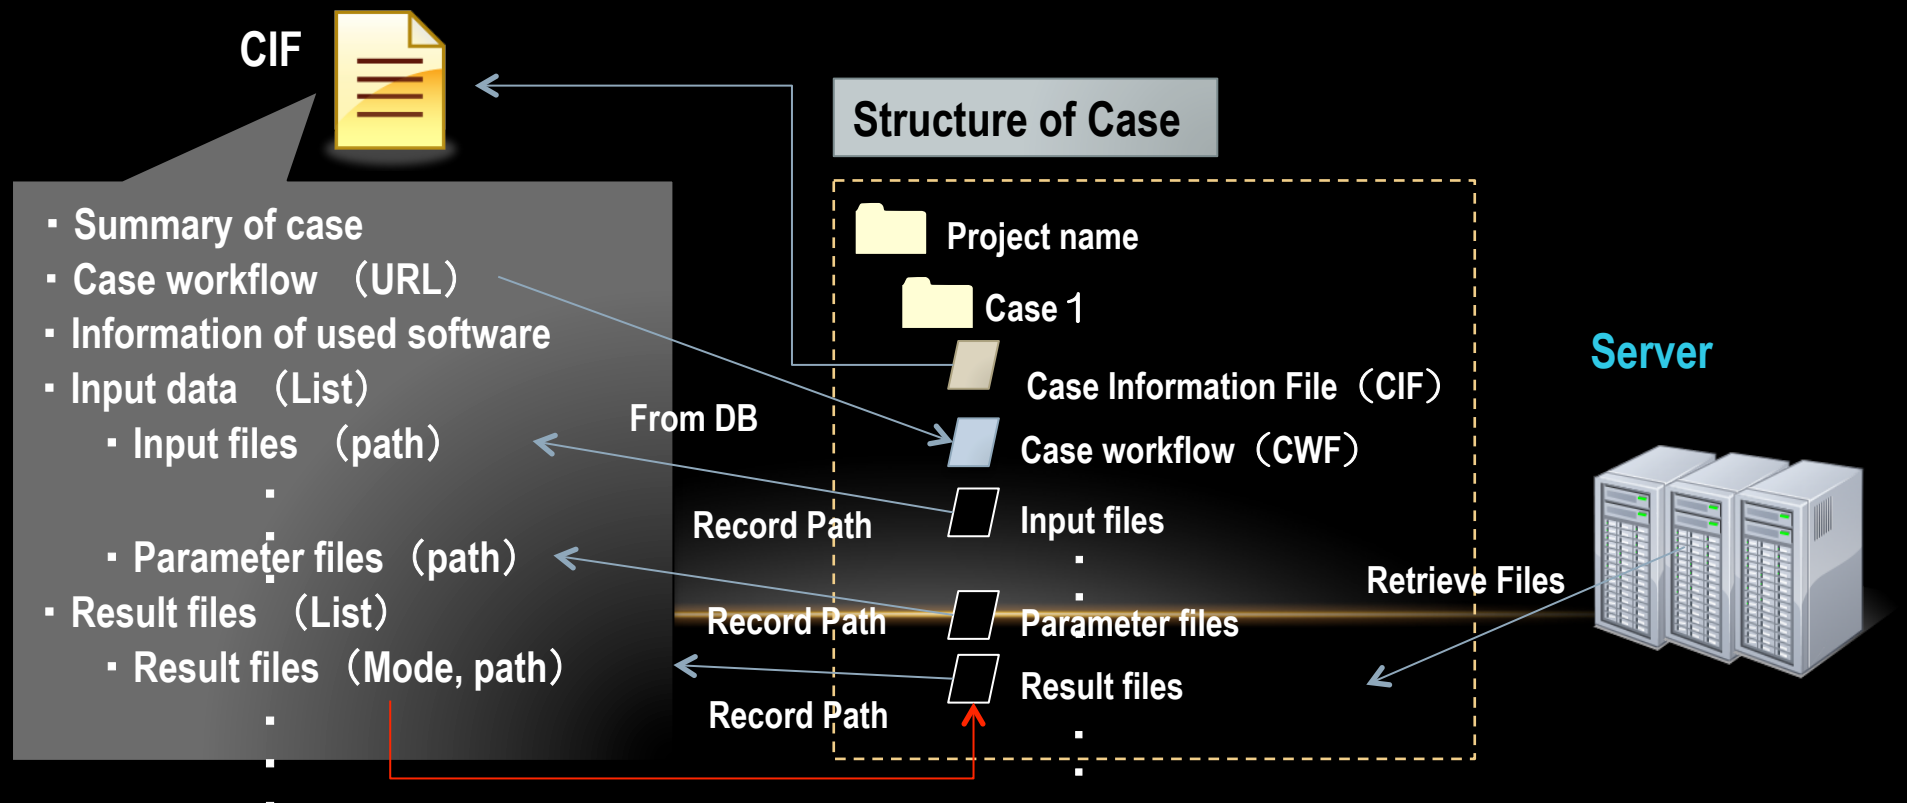 CIF
・Summary of case
・Case workflow （URL）
・Information of used software
・Input data （List）
・Input files （path）
・Parameter files （path）
・Result files （List）
・Result files （Mode, path）
From DB
Record Path
Record Path
Record Path
Structure of Case
Project name
Case１
Case Information File（CIF）
Case workflow（CWF）
Input files
Parameter files
Result files
Retrieve Files
Server